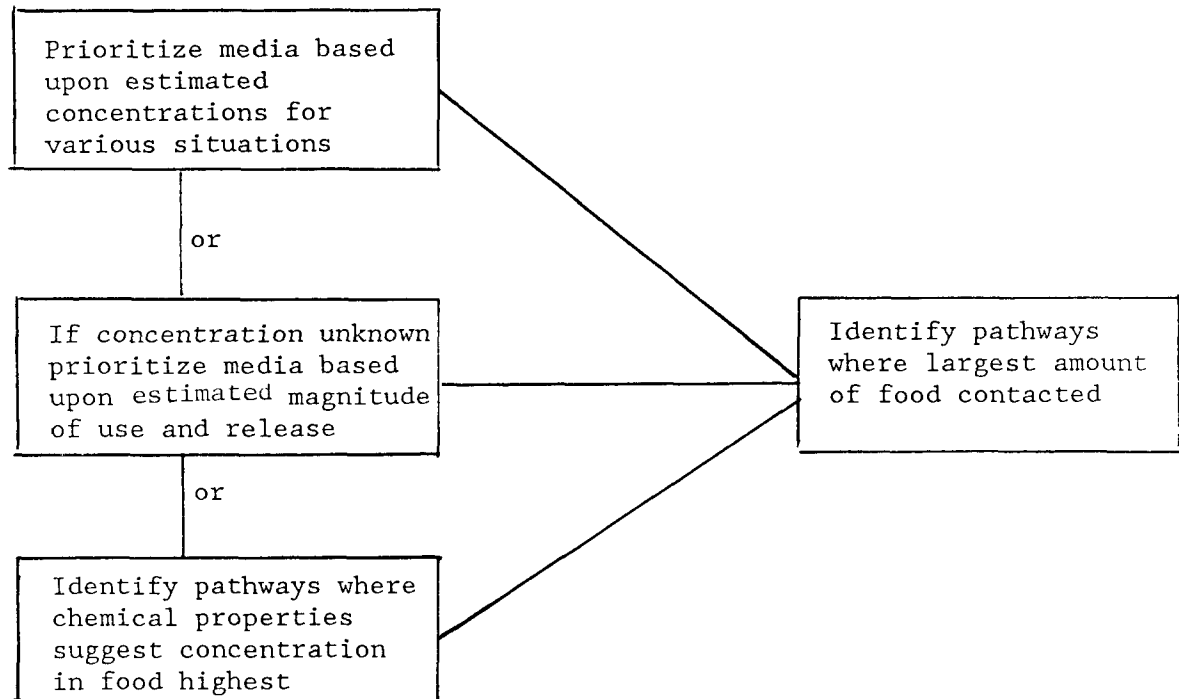 Prioritize media based
upon estimated
concentrations for
various situations
or
If concentration unknown
prioritize media based
upon estimated magnitude
of use and release
or
Identify pathways where
chemical properties
suggest concentration
in food highest
Identify pathways
where largest amount
of food contacted